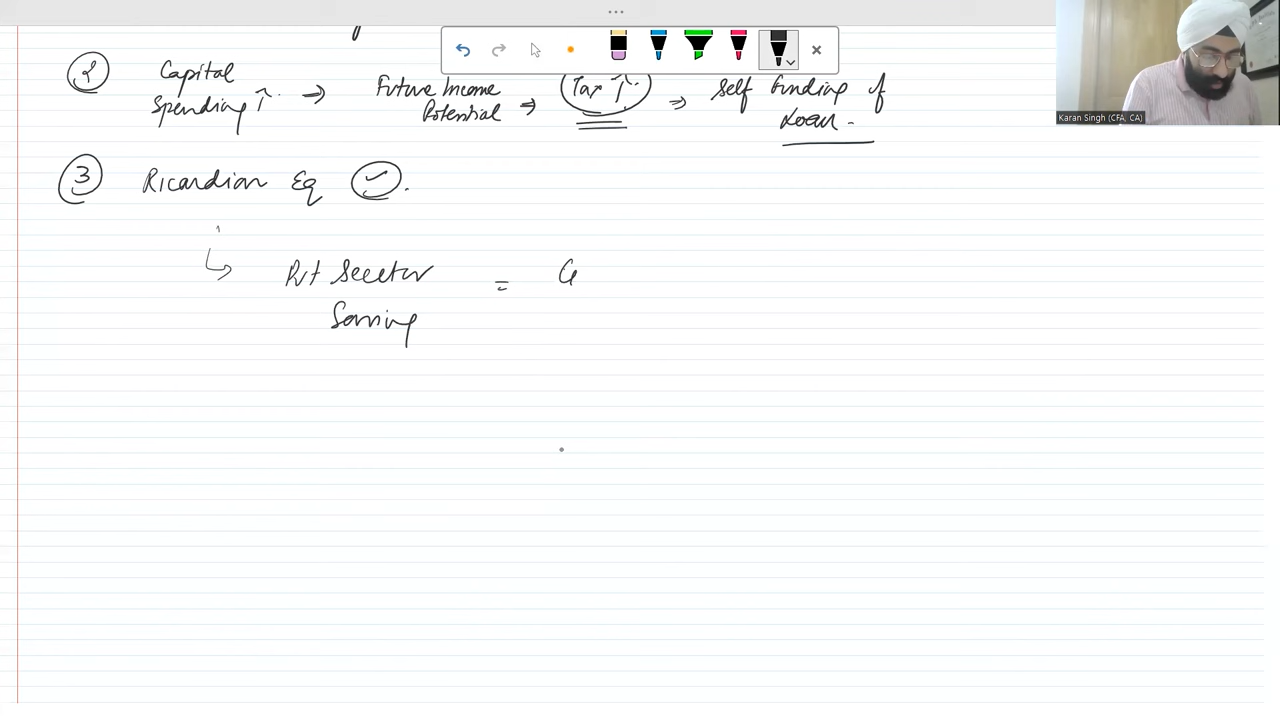 2 Capital Spending ↑ ⇒ Future Income Potential ⇒ Tax ↑ ⇒ Self Funding of Loan -
3 Ricardian Eq ✓.
↳ Pvt Sector Saving = G
Karan Singh (CFA, CA)